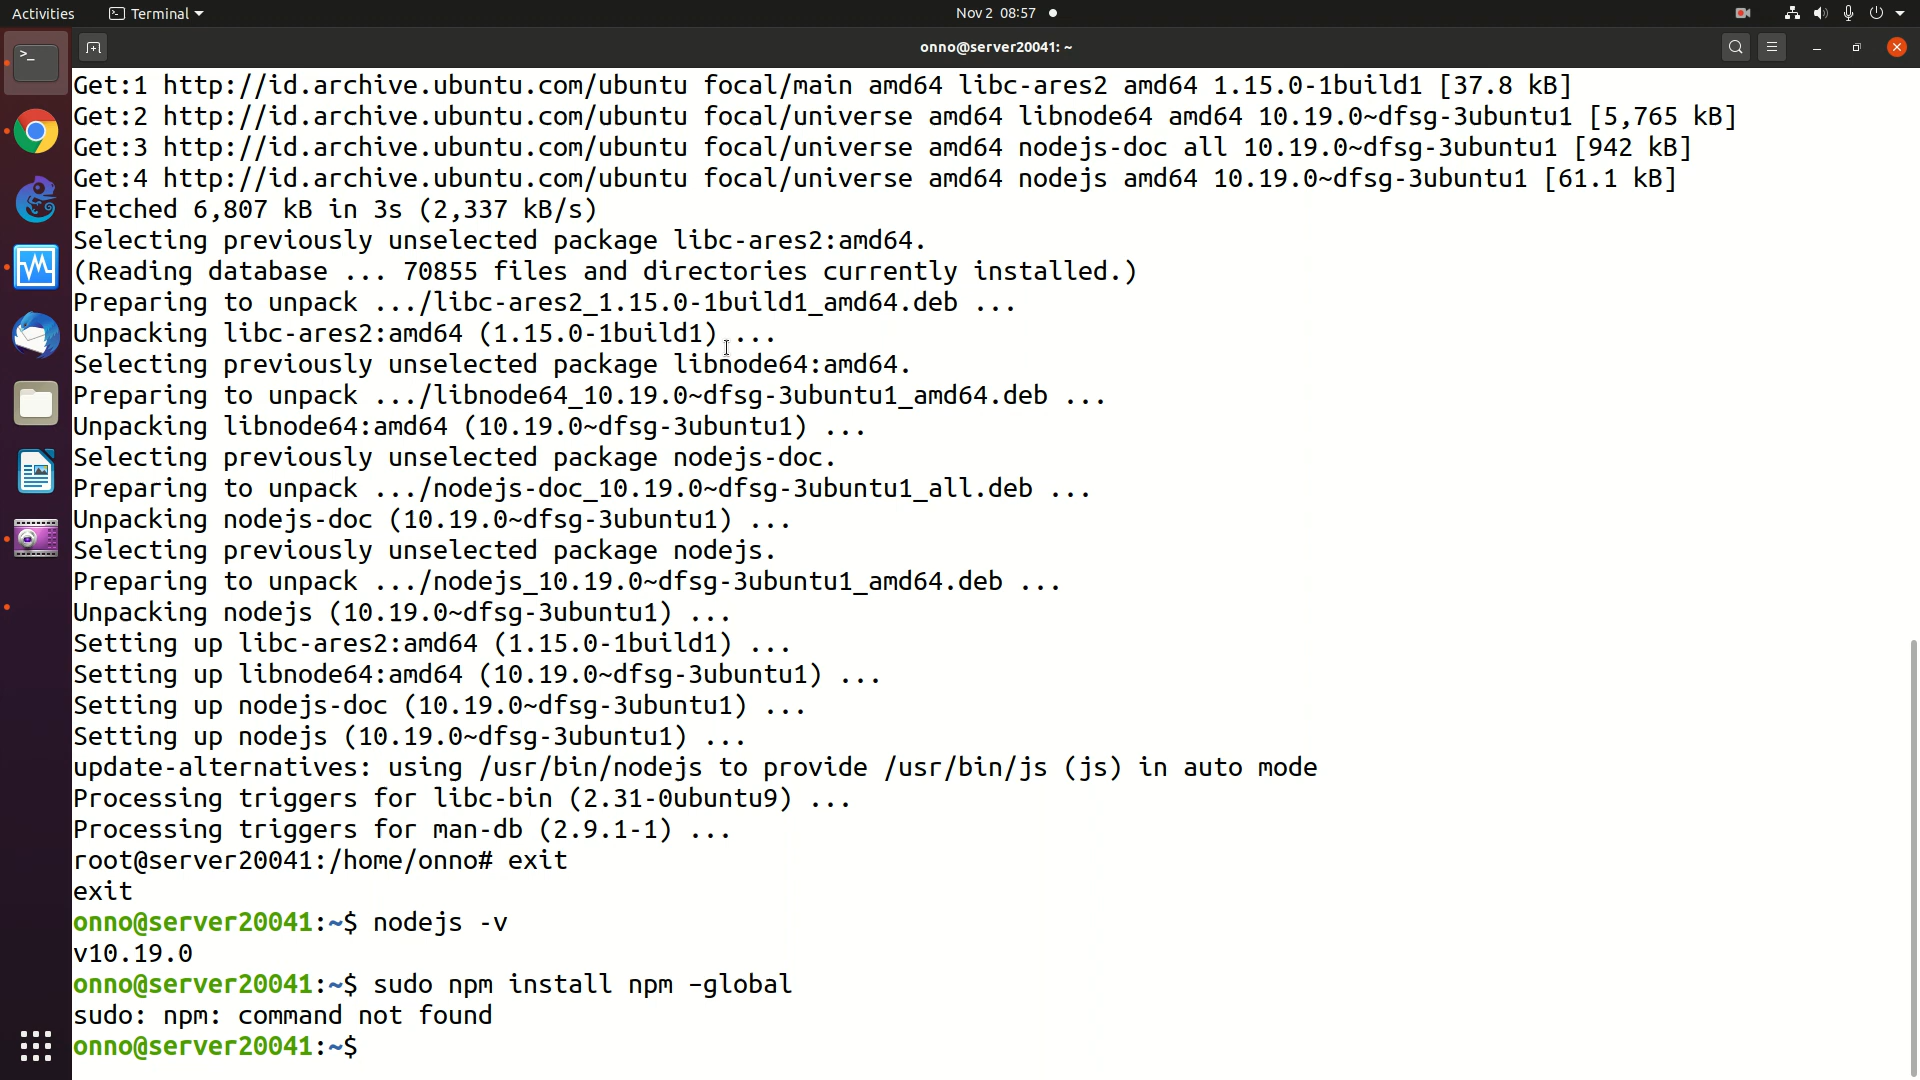 Activities
Terminal
Nov 2 08:57
onno@server20041: ~
Get:1 http://id.archive.ubuntu.com/ubuntu focal/main amd64 libc-ares2 amd64 1.15.0-1build1 [37.8 kB]
Get:2 http://id.archive.ubuntu.com/ubuntu focal/universe amd64 libnode64 amd64 10.19.0~dfsg-3ubuntu1 [5,765 kB]
Get:3 http://id.archive.ubuntu.com/ubuntu focal/universe amd64 nodejs-doc all 10.19.0~dfsg-3ubuntu1 [942 kB]
Get:4 http://id.archive.ubuntu.com/ubuntu focal/universe amd64 nodejs amd64 10.19.0~dfsg-3ubuntu1 [61.1 kB]
Fetched 6,807 kB in 3s (2,337 kB/s)
Selecting previously unselected package libc-ares2:amd64.
(Reading database ... 70855 files and directories currently installed.)
Preparing to unpack .../libc-ares2_1.15.0-1build1_amd64.deb ...
Unpacking libc-ares2:amd64 (1.15.0-1build1) ...
Selecting previously unselected package libnode64:amd64.
Preparing to unpack .../libnode64_10.19.0~dfsg-3ubuntu1_amd64.deb ...
Unpacking libnode64:amd64 (10.19.0~dfsg-3ubuntu1) ...
Selecting previously unselected package nodejs-doc.
Preparing to unpack .../nodejs-doc_10.19.0~dfsg-3ubuntu1_all.deb ...
Unpacking nodejs-doc (10.19.0~dfsg-3ubuntu1) ...
Selecting previously unselected package nodejs.
Preparing to unpack .../nodejs_10.19.0~dfsg-3ubuntu1_amd64.deb ...
Unpacking nodejs (10.19.0~dfsg-3ubuntu1) ...
Setting up libc-ares2:amd64 (1.15.0-1build1) ...
Setting up libnode64:amd64 (10.19.0~dfsg-3ubuntu1) ...
Setting up nodejs-doc (10.19.0~dfsg-3ubuntu1) ...
Setting up nodejs (10.19.0~dfsg-3ubuntu1) ...
update-alternatives: using /usr/bin/nodejs to provide /usr/bin/js (js) in auto mode
Processing triggers for libc-bin (2.31-0ubuntu9) ...
Processing triggers for man-db (2.9.1-1) ...
root@server20041:/home/onno# exit
exit
onno@server20041:~$ nodejs -v
v10.19.0
onno@server20041:~$ sudo npm install npm –global
sudo: npm: command not found
onno@server20041:~$